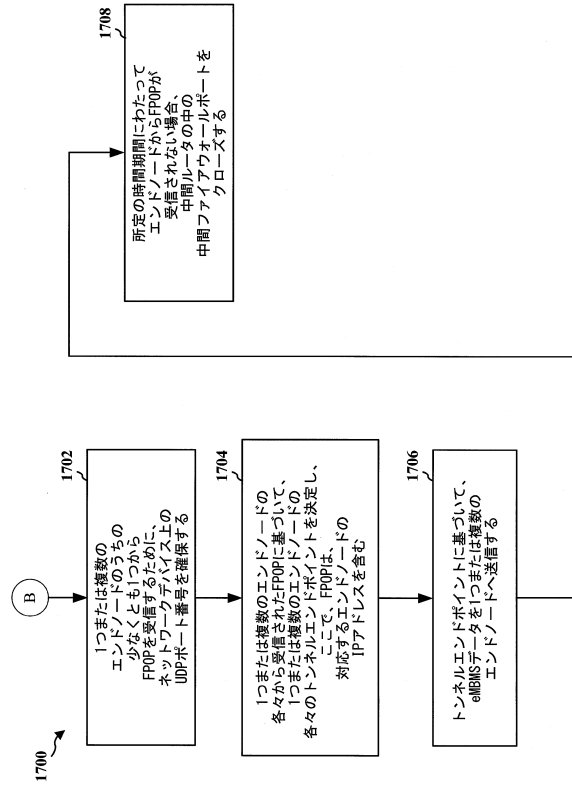 1700
B
1702
1つまたは複数の
エンドノードのうちの
少なくとも1つから
FPOPを受信するために、
ネットワークデバイス上の
UDPポート番号を確保する
1704
1つまたは複数のエンドノードの
各々から受信されたFPOPに基づいて、
1つまたは複数のエンドノードの
各々のトンネルエンドポイントを決定し、
ここで、FPOPは、
対応するエンドノードの
IPアドレスを含む
1706
トンネルエンドポイントに基づいて、
eMBMSデータを1つまたは複数の
エンドノードへ送信する
1708
所定の時間期間にわたって
エンドノードからFPOPが
受信されない場合、
中間ルータの中の
中間ファイアウォールポートを
クローズする